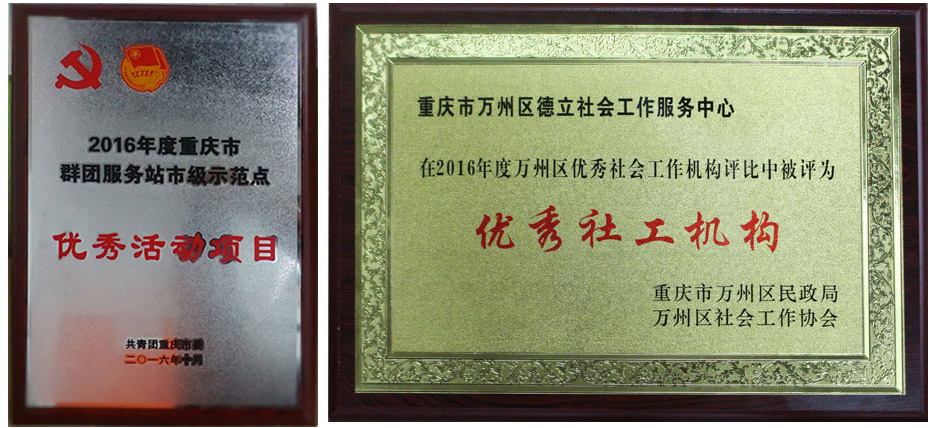 2016年度重庆市
群团服务站市级示范点
优秀活动项目
共青团重庆市委
二〇一六年十月
重庆市万州区德立社会工作服务中心
在2016年度万州区优秀社会工作机构评比中被评为
优秀社工机构
重庆市万州区民政局
万州区社会工作协会